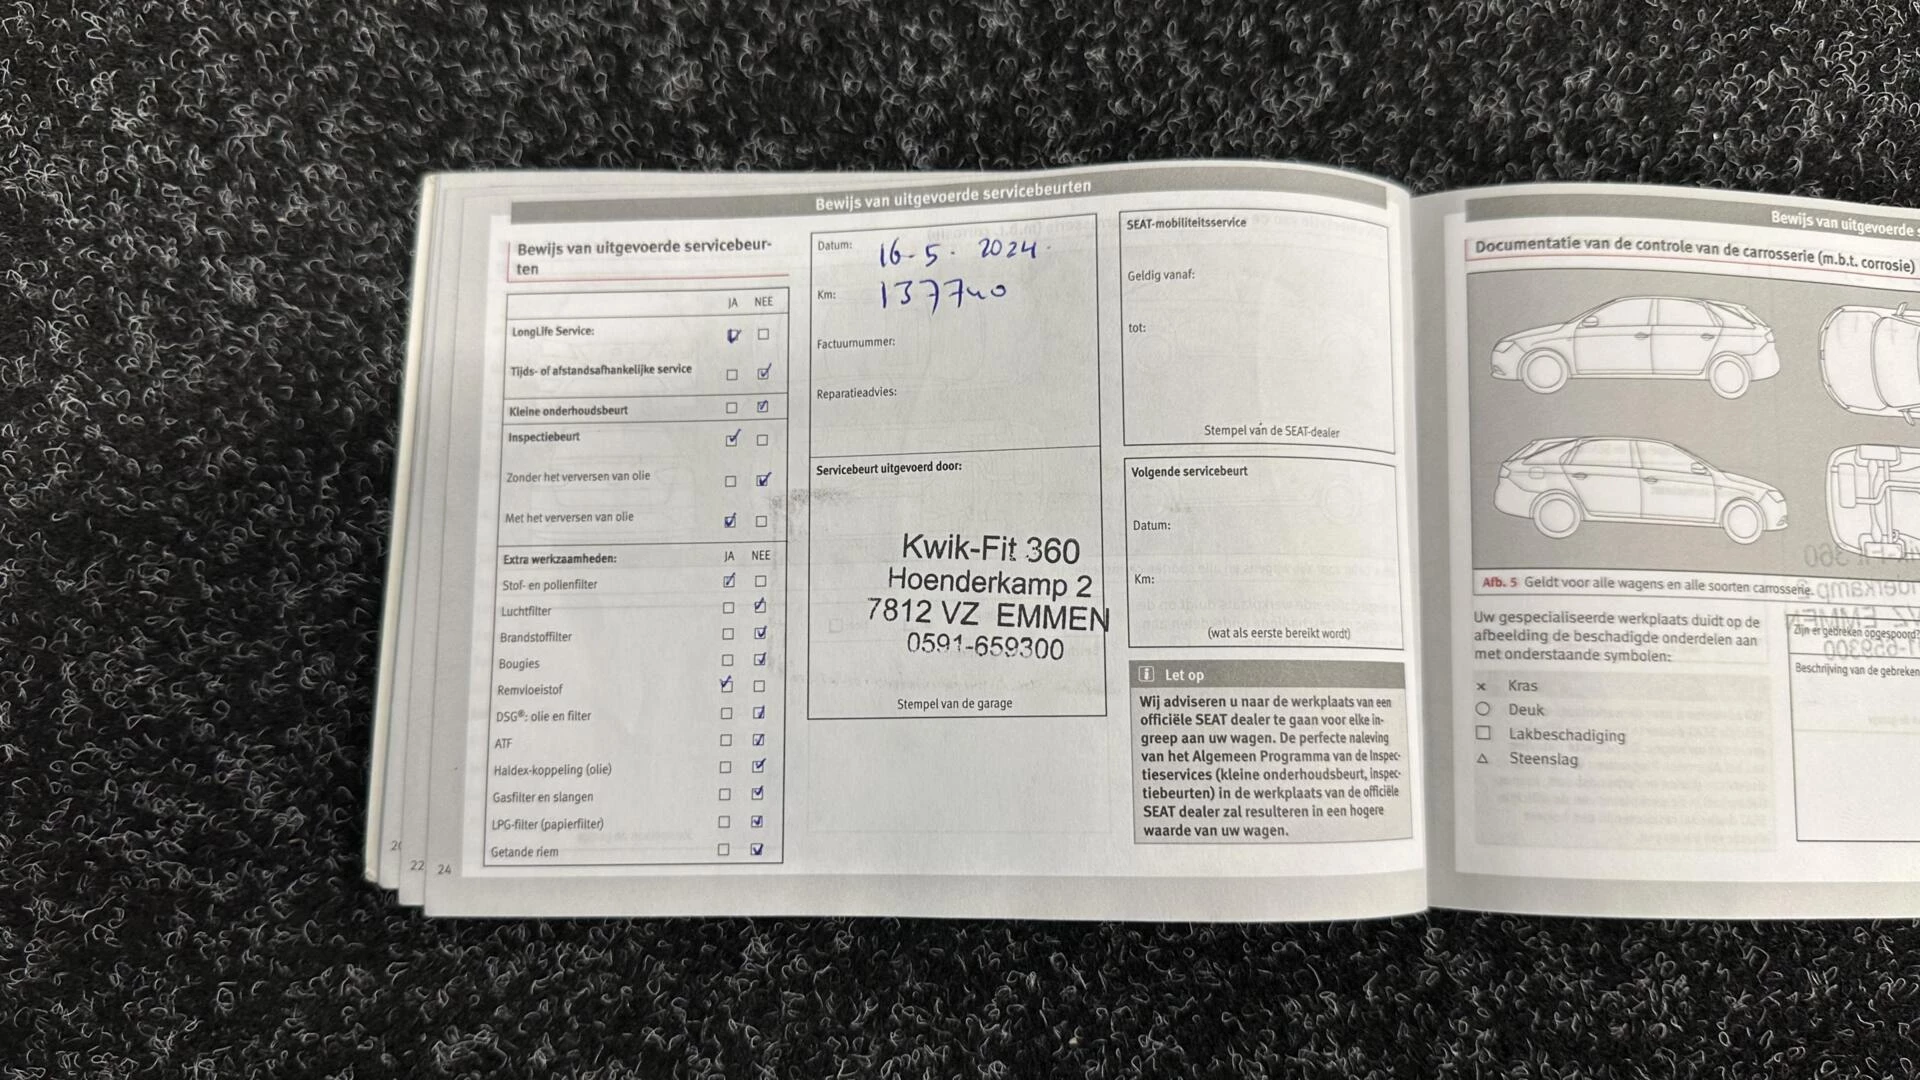 Bewijs van uitgevoerde servicebeurten
Bewijs van uitgevoerde servicebeur-
ten
JA NEE
LongLife Service:
Tijds- of afstandsafhankelijke service
Kleine onderhoudsbeurt
Inspectiebeurt
Zonder het verversen van olie
Met het verversen van olie
Extra werkzaamheden: JA NEE
Stof- en pollenfilter
Luchtfilter
Brandstoffilter
Bougies
Remvloeistof
DSG®: olie en filter
ATF
Haldex-koppeling (olie)
Gasfilter en slangen
LPG-filter (papierfilter)
Getande riem
Datum: 16-5-2024
Km: 137740
Factuurnummer:
Reparatieadvies:
Servicebeurt uitgevoerd door:
Kwik-Fit 360
Hoenderkamp 2
7812 VZ EMMEN
0591-659300
Stempel van de garage
SEAT-mobiliteitsservice
Geldig vanaf:
tot:
Stempel van de SEAT-dealer
Volgende servicebeurt
Datum:
Km:
(wat als eerste bereikt wordt)
i Let op
Wij adviseren u naar de werkplaats van een
officiële SEAT dealer te gaan voor elke in-
greep aan uw wagen. De perfecte naleving
van het Algemeen Programma van de Inspec-
tieservices (kleine onderhoudsbeurt, inspec-
tiebeurten) in de werkplaats van de officiële
SEAT dealer zal resulteren in een hogere
waarde van uw wagen.
22
24
Bewijs van uitgevoerde
Documentatie van de controle van de carrosserie (m.b.t. corrosie)
Afb. 5 Geldt voor alle wagens en alle soorten carrosserie.
Uw gespecialiseerde werkplaats duidt op de
afbeelding de beschadigde onderdelen aan
met onderstaande symbolen:
x Kras
○ Deuk
□ Lakbeschadiging
△ Steenslag
Zijn er gebreken opgespoord?
Beschrijving van de gebreken